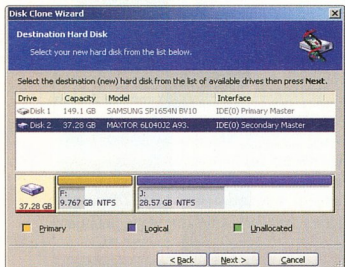 Disk Clone Wizard
Destination Hard Disk
Select your new hard disk from the list below.
Select the destination (new) hard disk from the list of available drives then press Next.
Drive Capacity Model Interface
Disk 1 149.1 GB SAMSUNG SP1654N BV10 IDE(0) Primary Master
Disk 2 37.28 GB MAXTOR 6L040J2 A93. IDE(0) Secondary Master
37.28 GB
F:
9.767 GB NTFS
J:
28.57 GB NTFS
Primary Logical Unallocated
< Back Next > Cancel